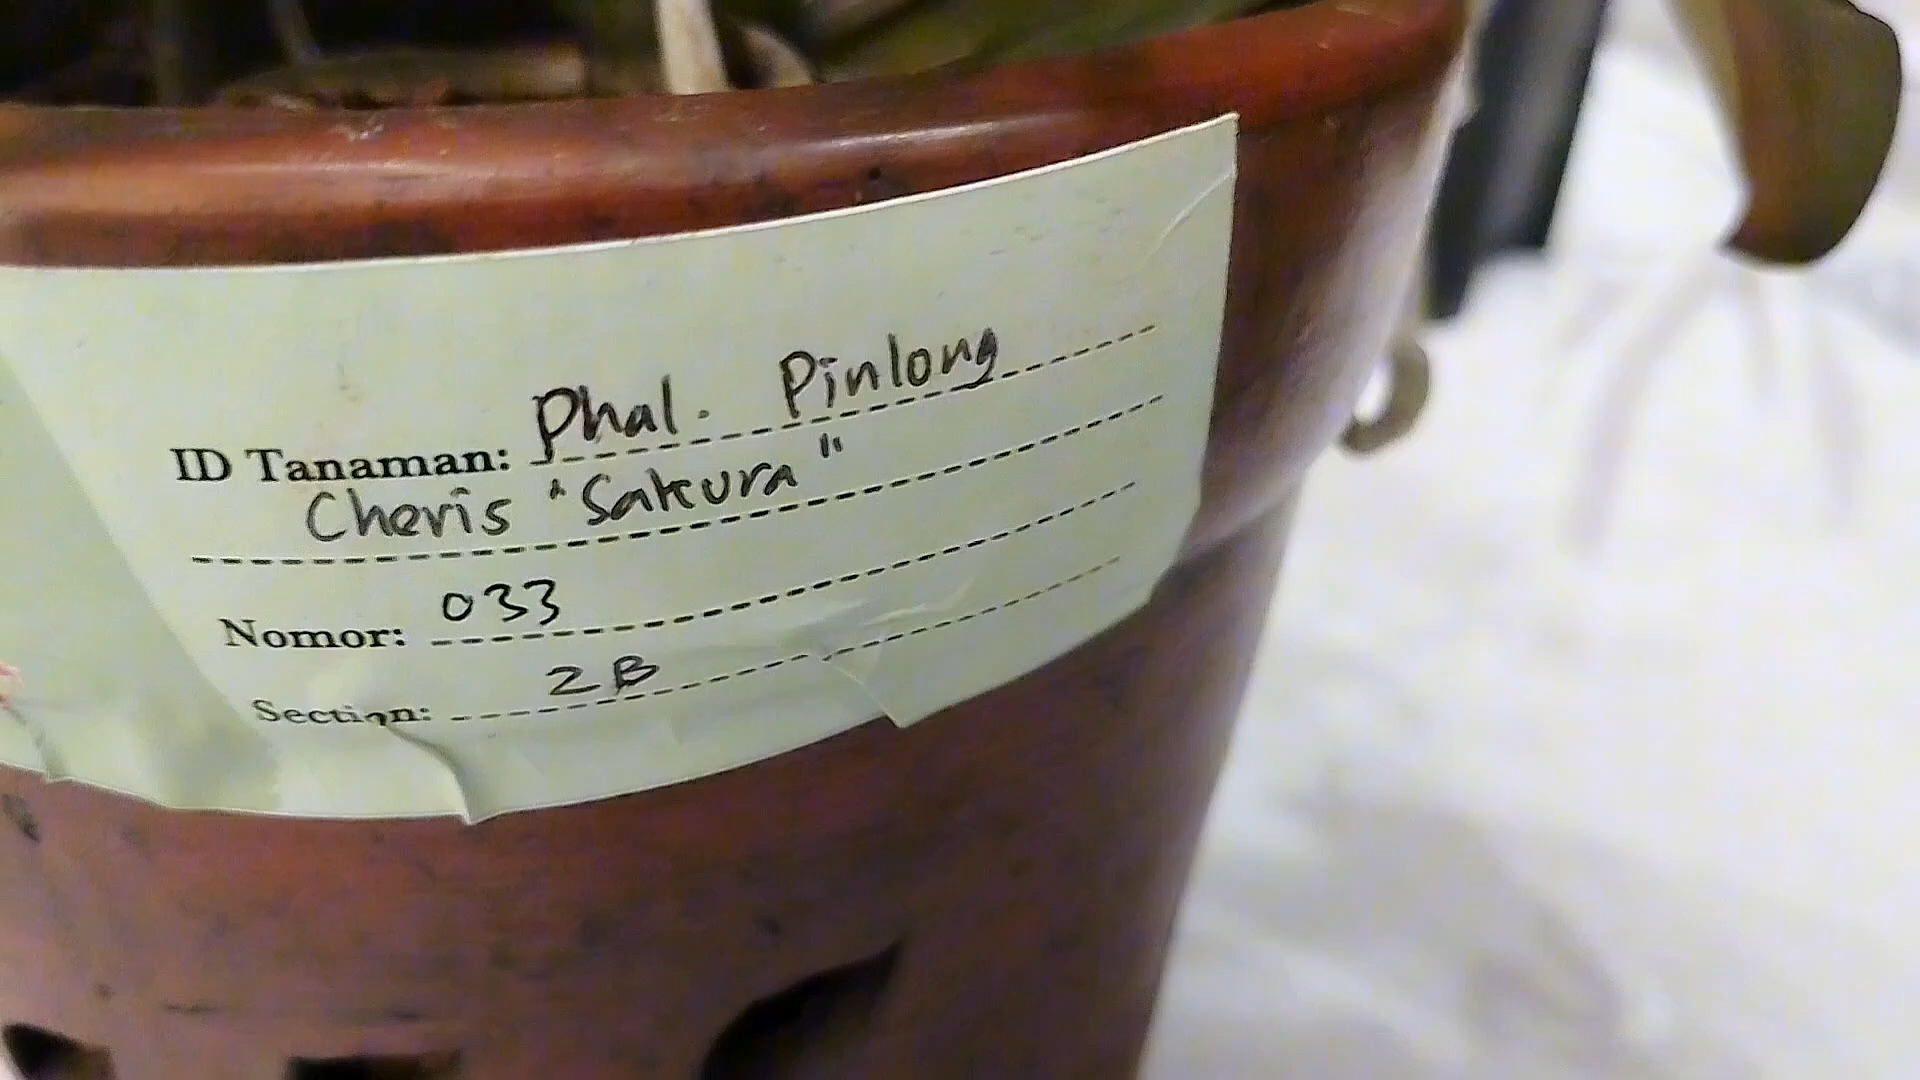 ID Tanaman: Phal. Pinlong
Cheris "Sakura"
Nomor: 033
Section: 2B